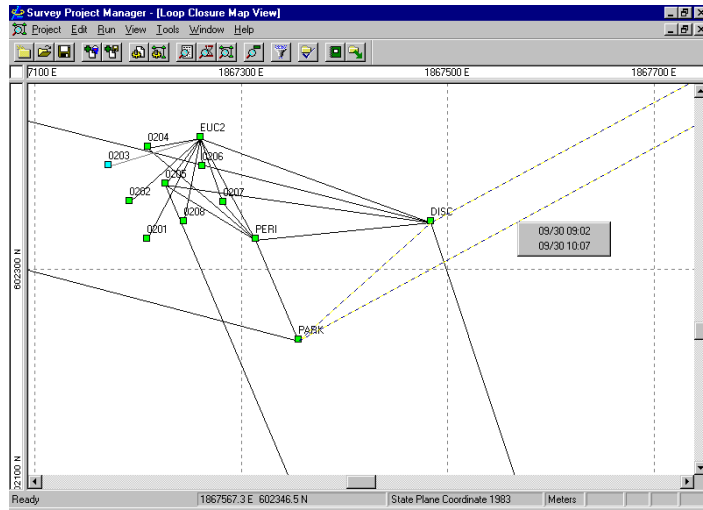 Survey Project Manager - [Loop Closure Map View]
Project Edit Run View Tools Window Help
7100 E 1867300 E 1867500 E 1867700 E
EUC2
0204
0203
0206
0205
0202
0207
0208
DISC
0201
PERI
09/30 09:02
09/30 10:07
602300 N
PARK
02100 N
Ready 1867567.3 E 602346.5 N State Plane Coordinate 1983 Meters